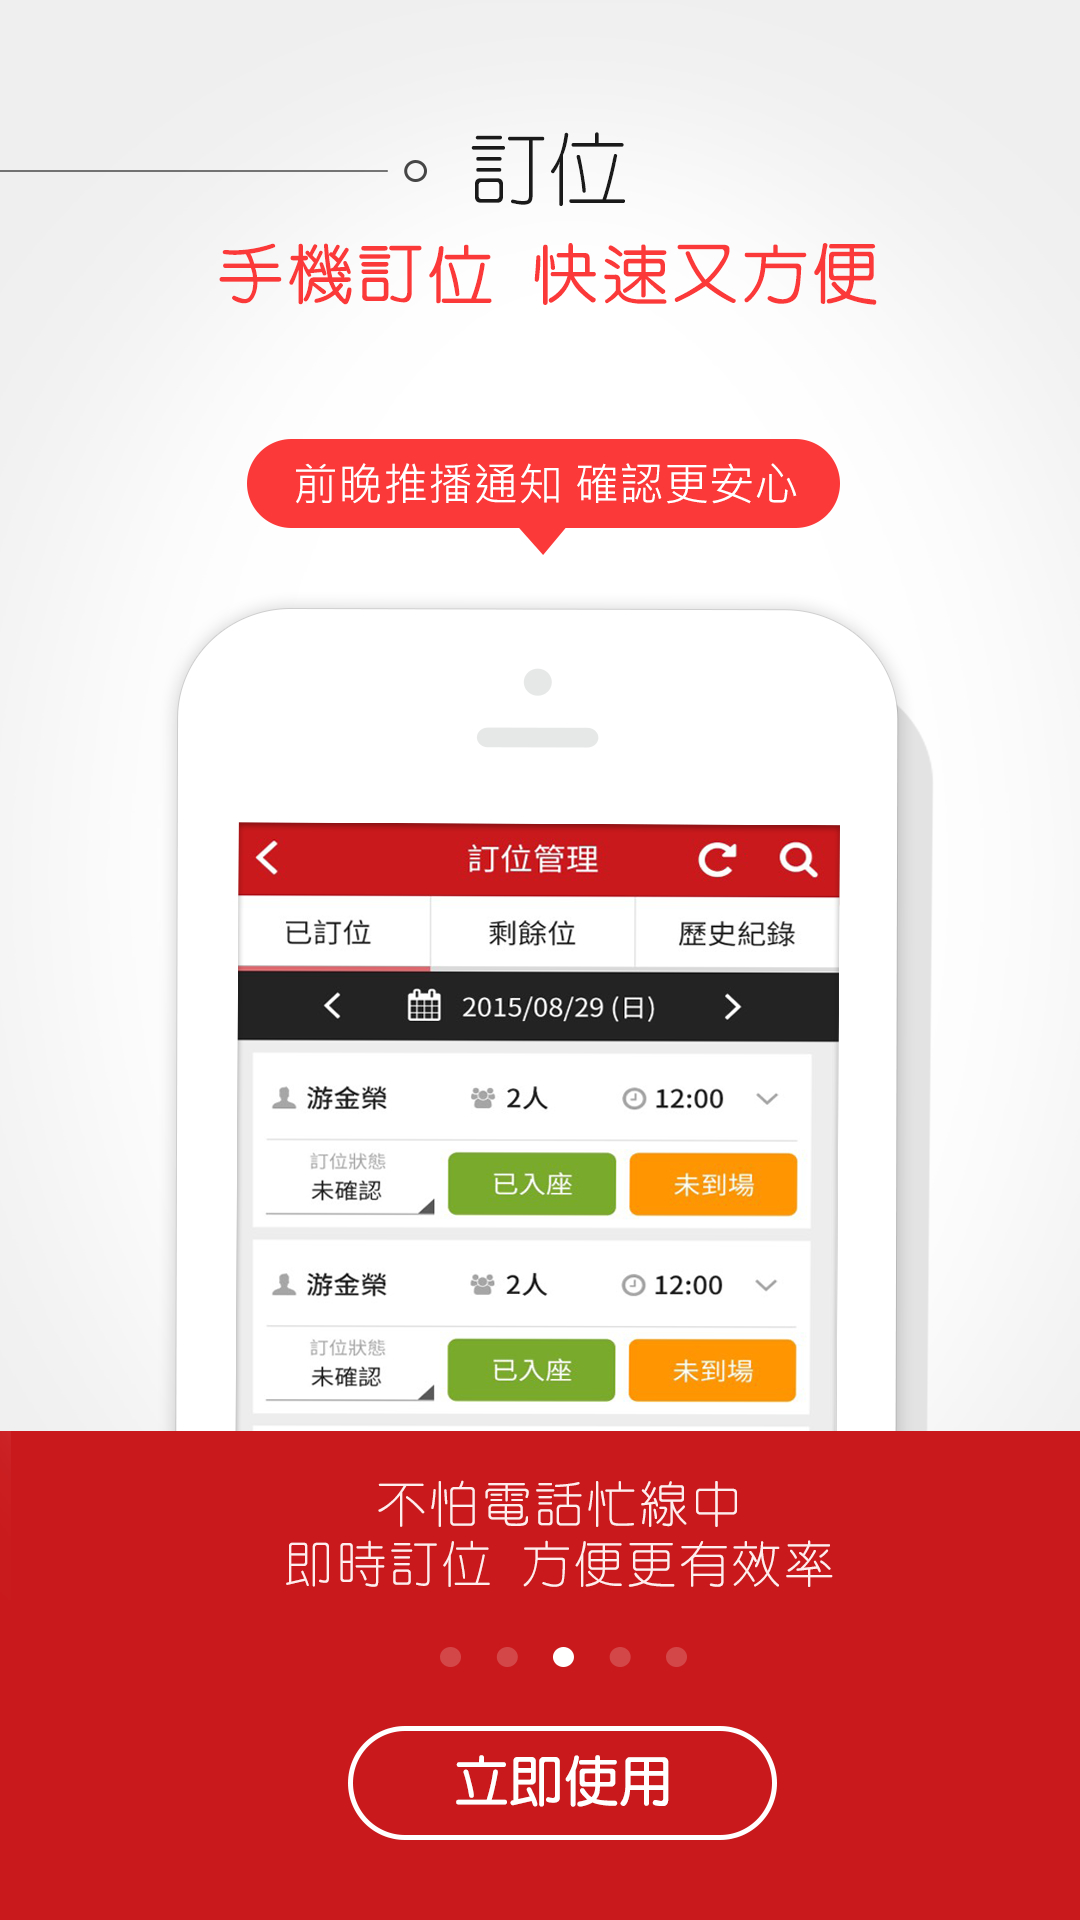 訂位
手機訂位 快速又方便
前晚推播通知 確認更安心
訂位管理
已訂位 剩餘位 歷史紀錄
2015/08/29 (日)
游金榮 2人 12:00
訂位狀態
未確認 已入座 未到場
游金榮 2人 12:00
訂位狀態
未確認 已入座 未到場
不怕電話忙線中
即時訂位 方便更有效率
立即使用